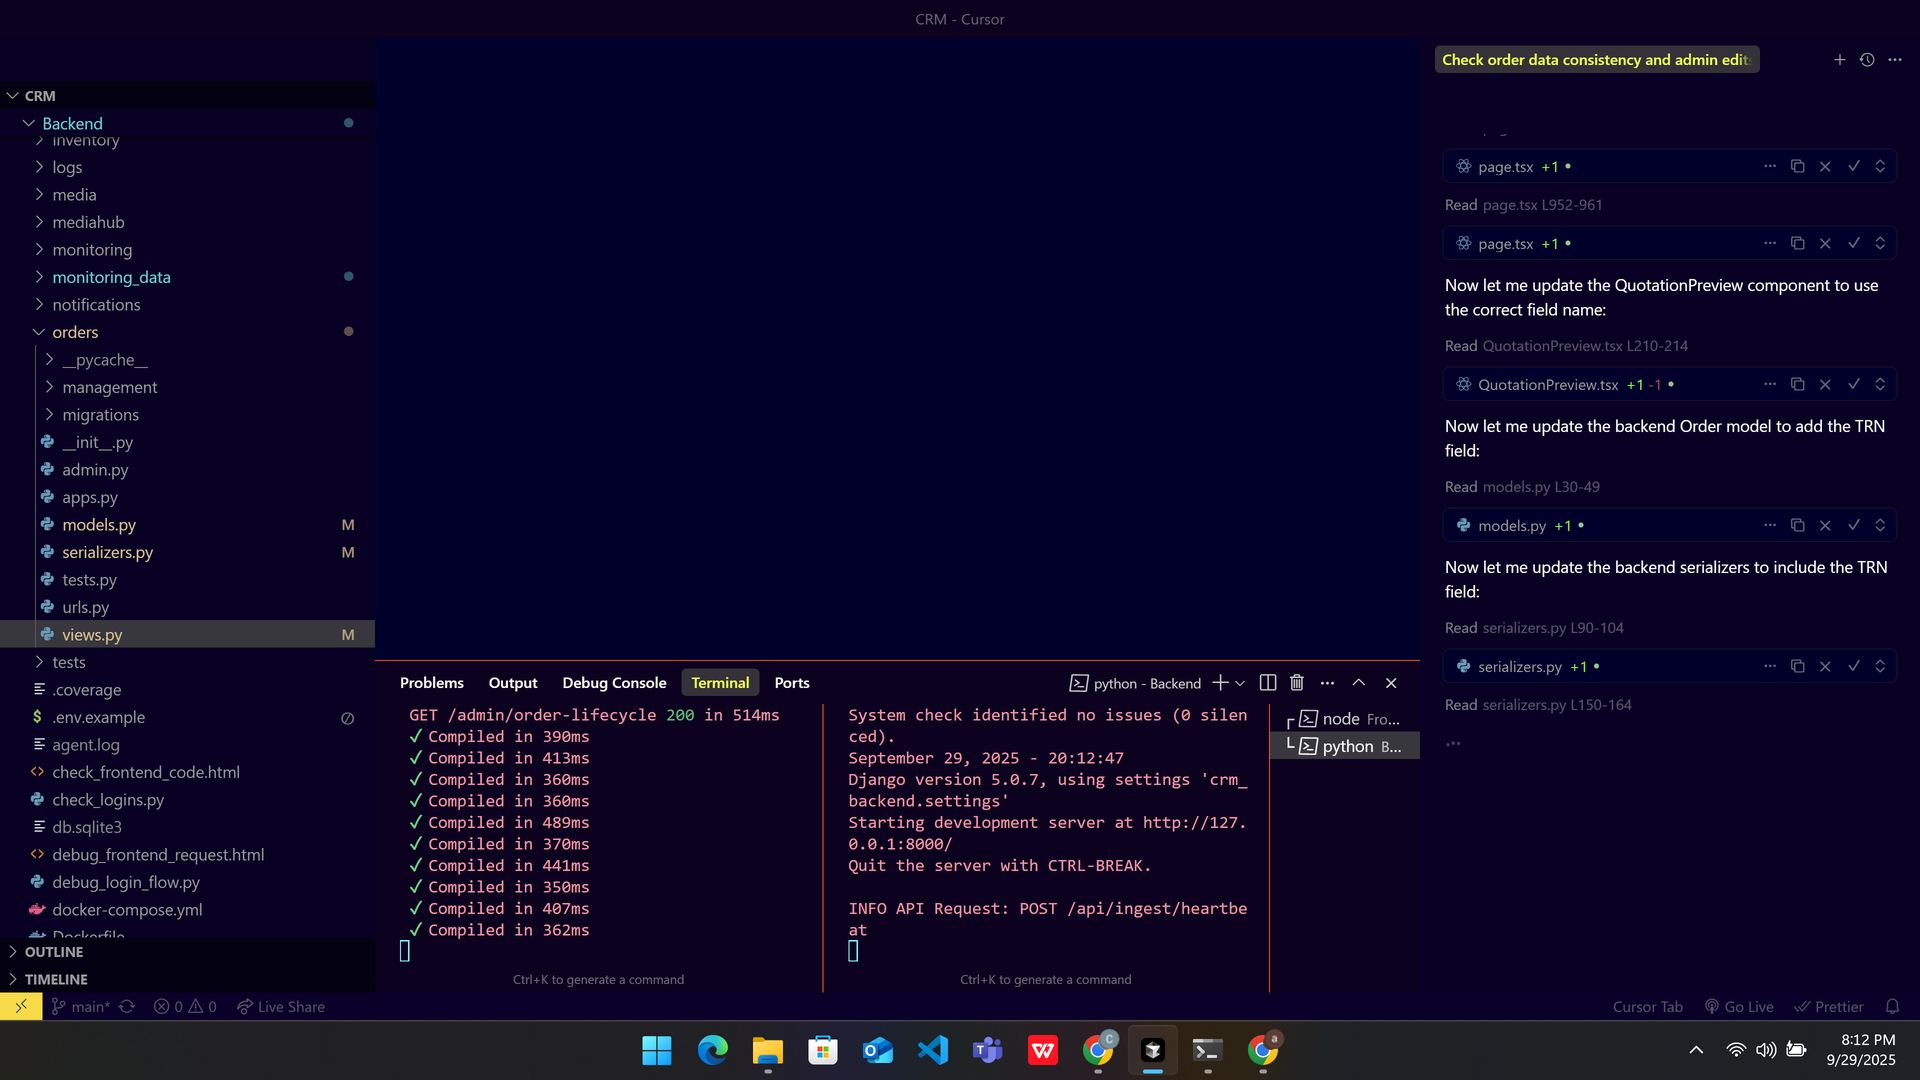 CRM - Cursor
CRM
Backend
inventory
logs
media
mediahub
monitoring
monitoring_data
notifications
orders
__pycache__
management
migrations
__init__.py
admin.py
apps.py
models.py M
serializers.py M
tests.py
urls.py
views.py M
tests
.coverage
.env.example
agent.log
check_frontend_code.html
check_logins.py
db.sqlite3
debug_frontend_request.html
debug_login_flow.py
docker-compose.yml
Dockerfile
OUTLINE
TIMELINE
Problems Output Debug Console Terminal Ports
python - Backend
GET /admin/order-lifecycle 200 in 514ms
✓ Compiled in 390ms
✓ Compiled in 413ms
✓ Compiled in 360ms
✓ Compiled in 360ms
✓ Compiled in 489ms
✓ Compiled in 370ms
✓ Compiled in 441ms
✓ Compiled in 350ms
✓ Compiled in 407ms
✓ Compiled in 362ms
Ctrl+K to generate a command
System check identified no issues (0 silen
ced).
September 29, 2025 - 20:12:47
Django version 5.0.7, using settings 'crm_
backend.settings'
Starting development server at http://127.
0.0.1:8000/
Quit the server with CTRL-BREAK.
INFO API Request: POST /api/ingest/heartbe
at
Ctrl+K to generate a command
node Fro...
python B...
Check order data consistency and admin edit
page.tsx +1
Read page.tsx L952-961
page.tsx +1
Now let me update the QuotationPreview component to use
the correct field name:
Read QuotationPreview.tsx L210-214
QuotationPreview.tsx +1 -1
Now let me update the backend Order model to add the TRN
field:
Read models.py L30-49
models.py +1
Now let me update the backend serializers to include the TRN
field:
Read serializers.py L90-104
serializers.py +1
Read serializers.py L150-164
main* 0 0 Live Share
Cursor Tab Go Live Prettier
8:12 PM
9/29/2025